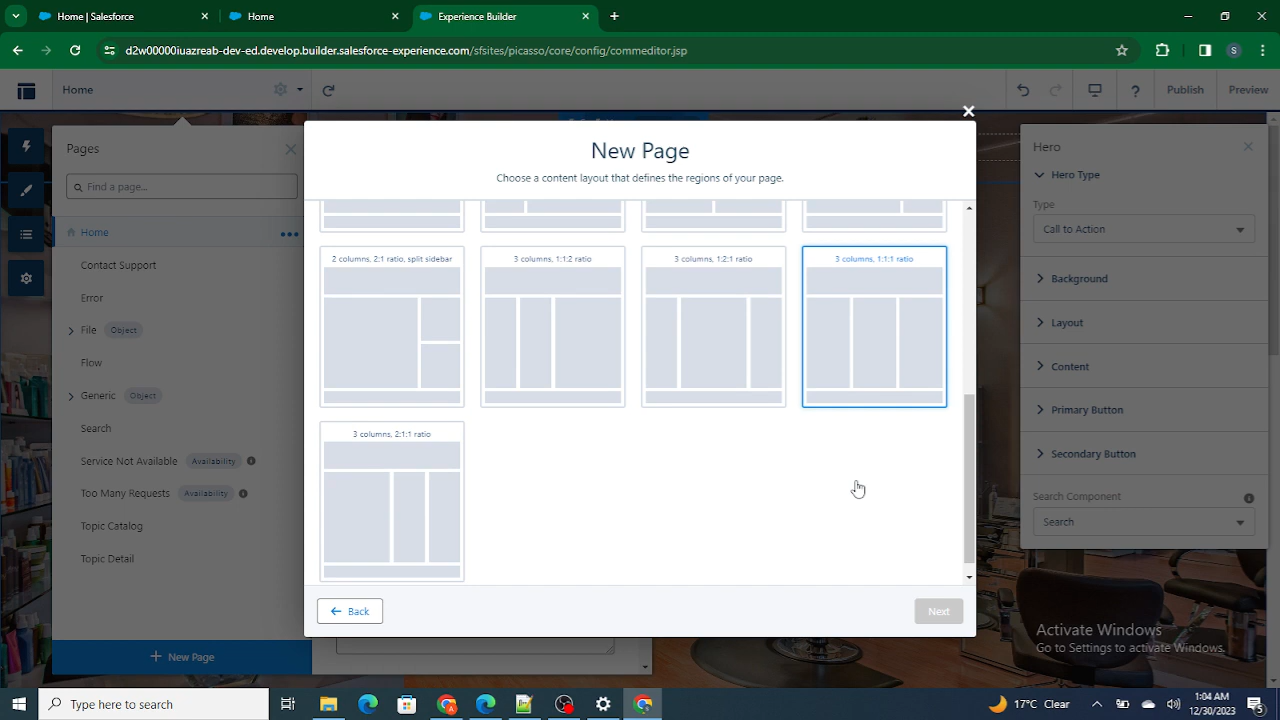 Home | Salesforce
Home
Experience Builder
d2w00000iuazreab-dev-ed.develop.builder.salesforce-experience.com/sfsites/picasso/core/config/commeditor.jsp
S
Home
?
Publish
Preview
Pages
Find a page...
Home
Contact Support
Error
File Object
Flow
Generic Object
Search
Service Not Available Availability
Too Many Requests Availability
Topic Catalog
Topic Detail
New Page
New Page
Choose a content layout that defines the regions of your page.
2 columns, 2:1 ratio, split sidebar
3 columns, 1:1:2 ratio
3 columns, 1:2:1 ratio
3 columns, 1:1:1 ratio
3 columns, 2:1:1 ratio
Back
Next
Hero
Hero Type
Type
Call to Action
Background
Layout
Content
Primary Button
Secondary Button
Search Component
Search
Activate Windows
Go to Settings to activate Windows.
Type here to search
17°C Clear
1:04 AM
12/30/2023